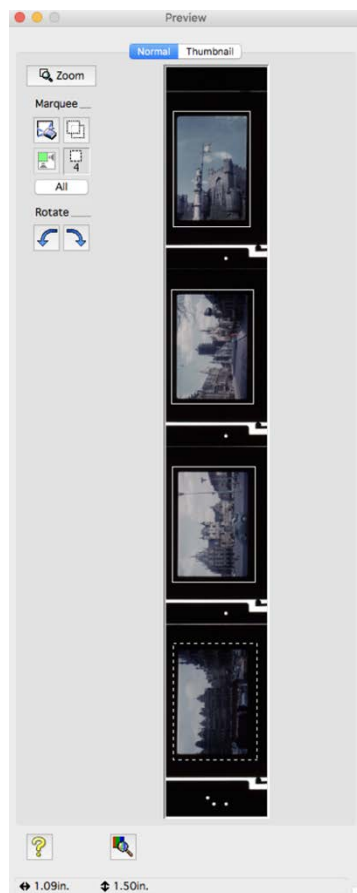 Preview
Normal Thumbnail
Zoom
Marquee
4
All
Rotate
?
1.09in. 1.50in.